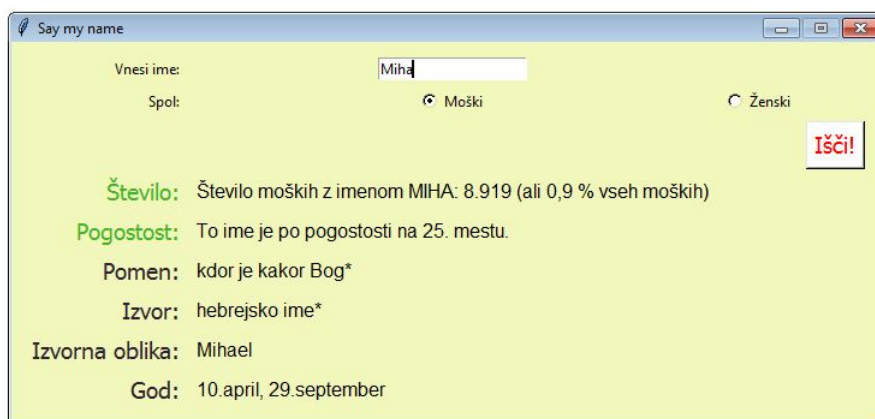 Say my name
Vnesi ime: Miha
Spol: Moški Ženski
Išči!
Število: Število moških z imenom MIHA: 8.919 (ali 0,9 % vseh moških)
Pogostost: To ime je po pogostosti na 25. mestu.
Pomen: kdor je kakor Bog*
Izvor: hebrejsko ime*
Izvorna oblika: Mihael
God: 10.april, 29.september